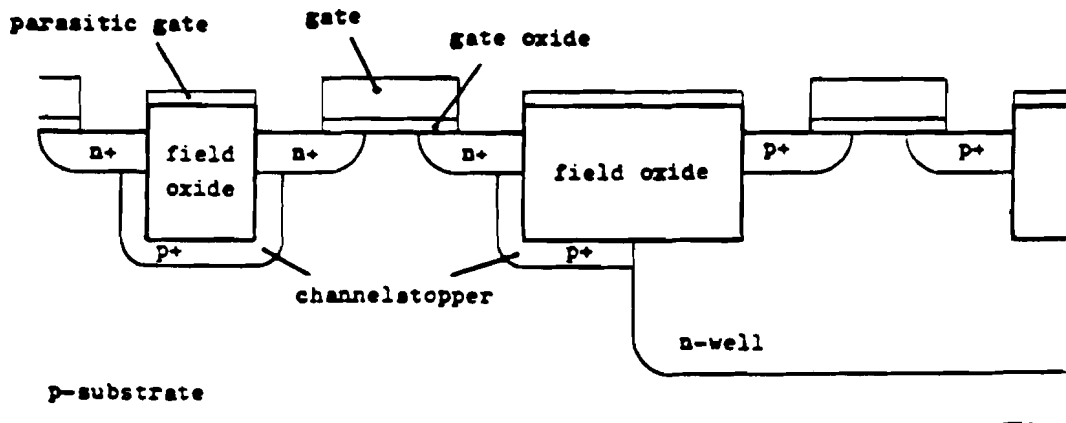 parasitic gate
gate
gate oxide
n+
field
oxide
n+
n+
field oxide
p+
p+
p+
p+
channelstopper
n-well
p-substrate